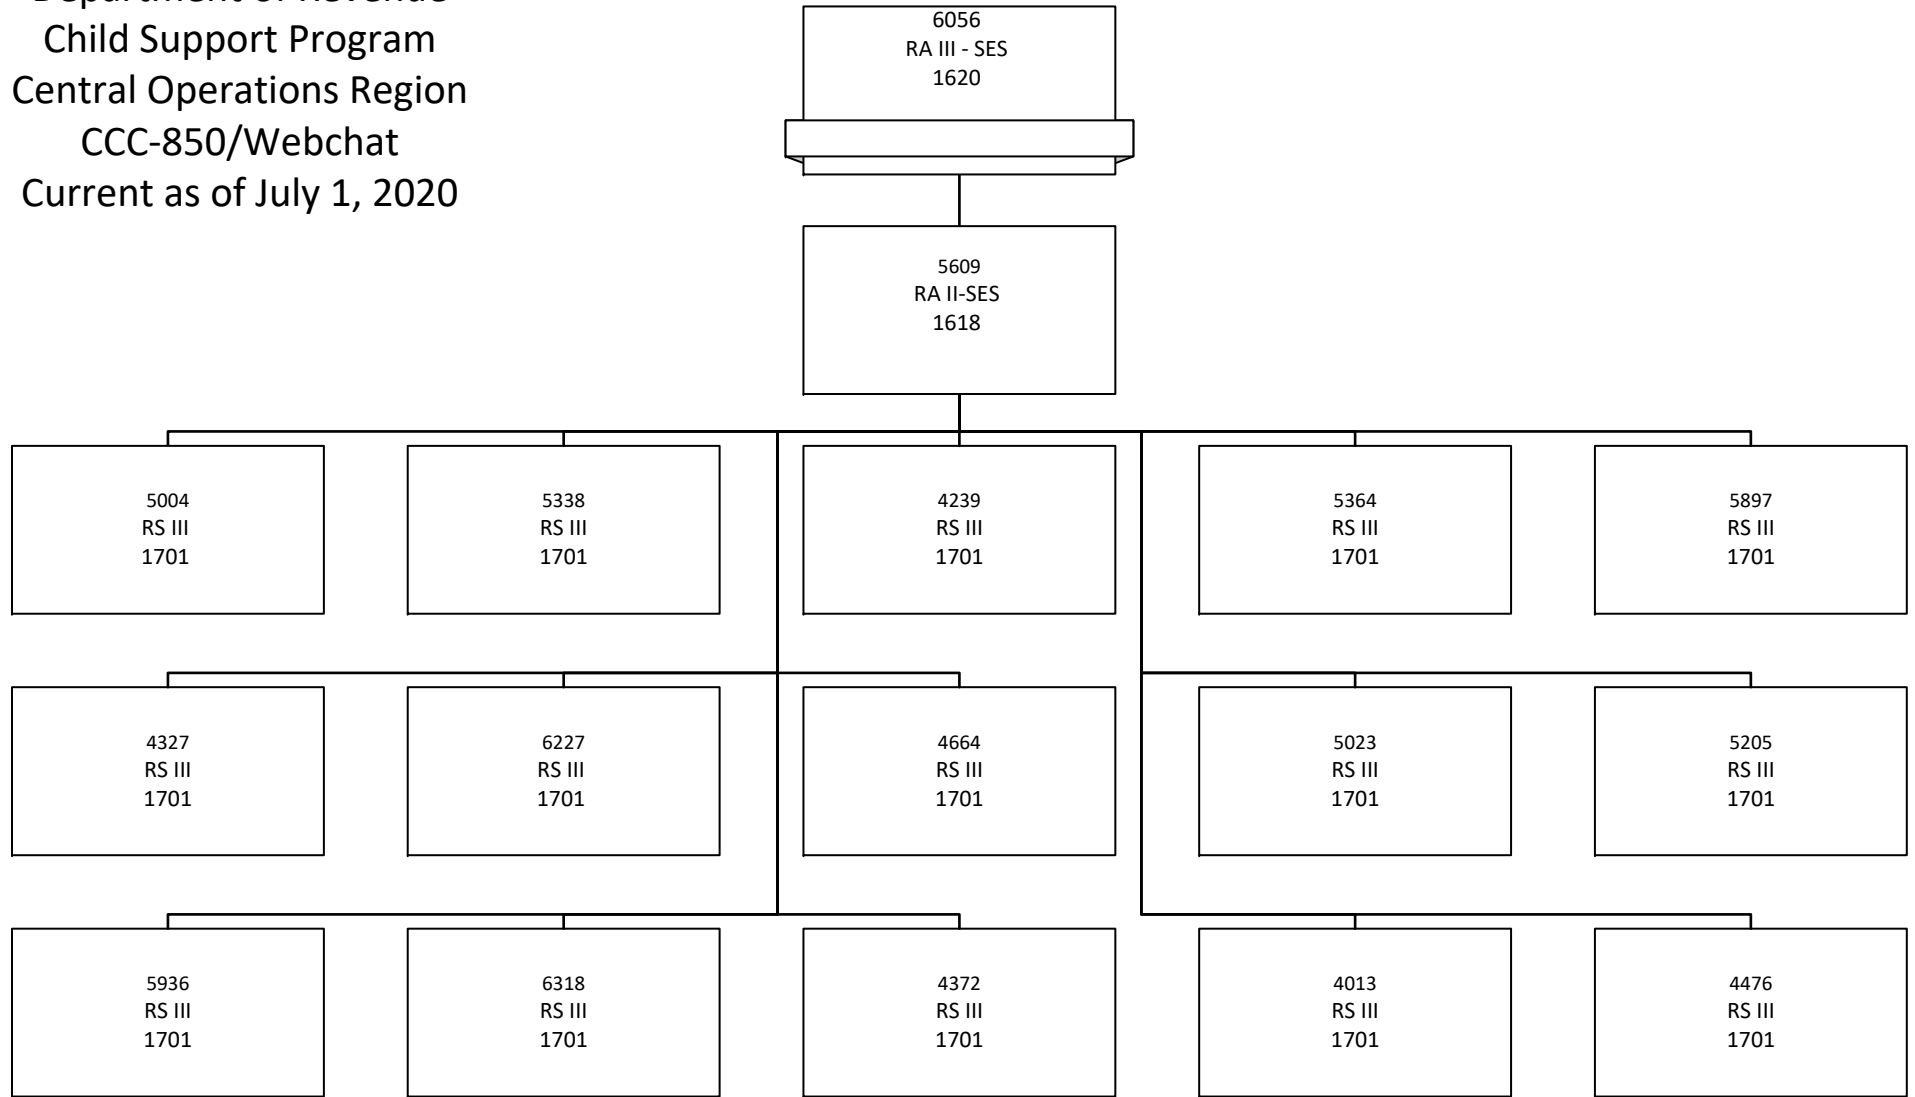 Department of Revenue
Child Support Program
Central Operations Region
CCC-850/Webchat
Current as of July 1, 2020
6056
RA III - SES
1620
5609
RA II-SES
1618
5004
RS III
1701
5338
RS III
1701
4239
RS III
1701
5364
RS III
1701
5897
RS III
1701
4327
RS III
1701
6227
RS III
1701
4664
RS III
1701
5023
RS III
1701
5205
RS III
1701
5936
RS III
1701
6318
RS III
1701
4372
RS III
1701
4013
RS III
1701
4476
RS III
1701